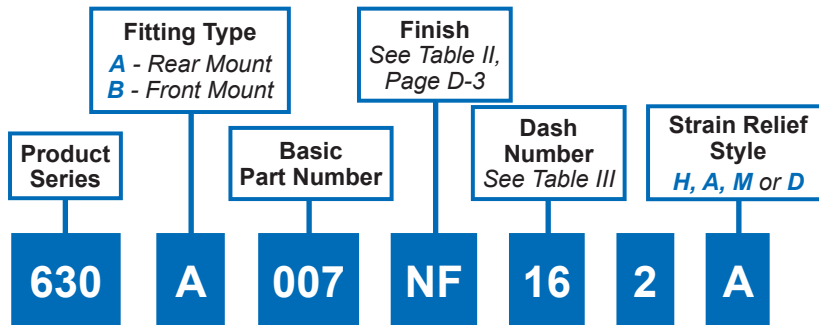 Fitting Type
A - Rear Mount
B - Front Mount
Finish
See Table II,
Page D-3
Product
Series
Basic
Part Number
Dash
Number
See Table III
Strain Relief
Style
H, A, M or D
630 A 007 NF 16 2 A